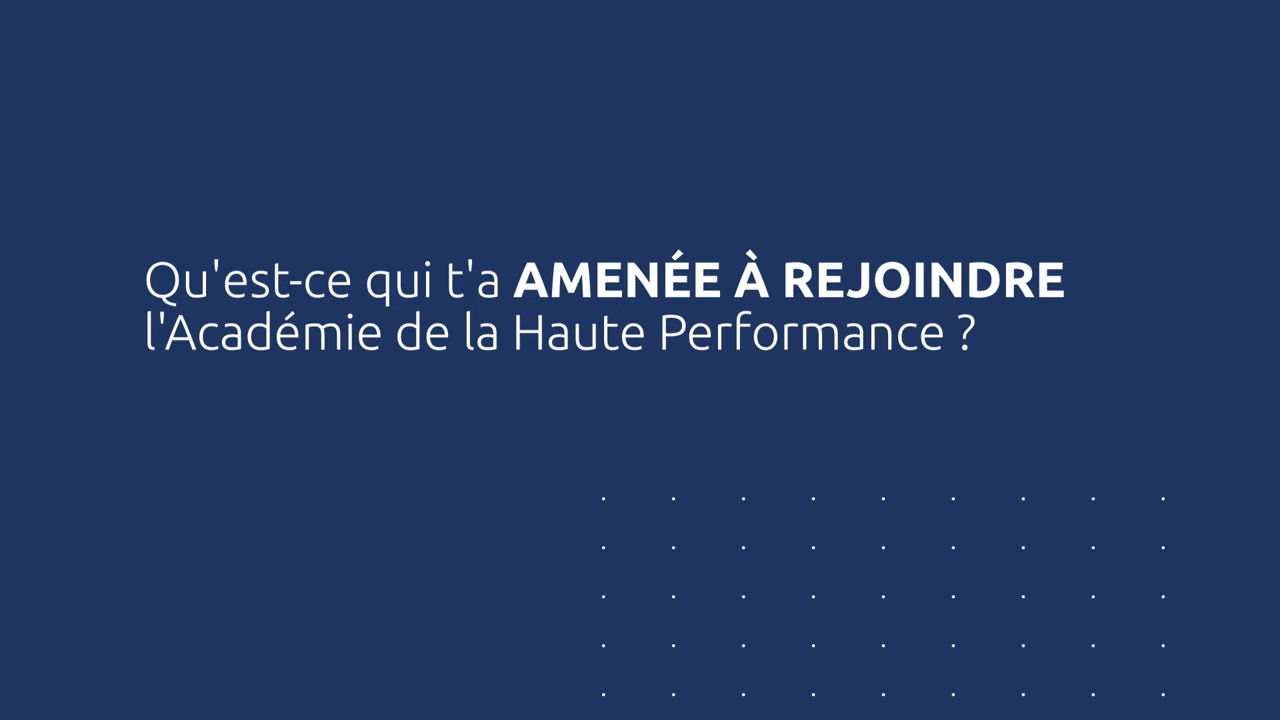 Qu'est-ce qui t'a AMENÉE À REJOINDRE
l'Académie de la Haute Performance ?